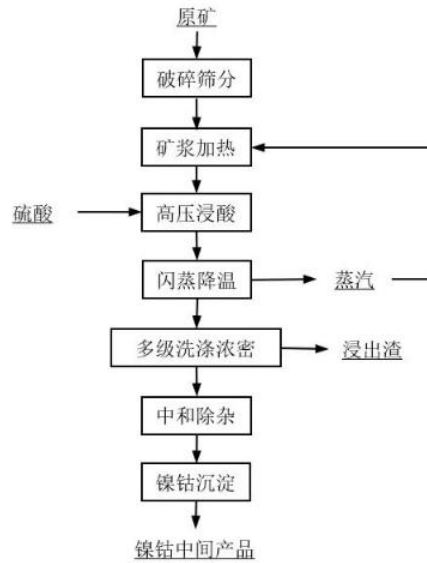 原矿
破碎筛分
矿浆加热
硫酸
高压浸酸
闪蒸降温
蒸汽
多级洗涤浓密
浸出渣
中和除杂
镍钴沉淀
镍钴中间产品